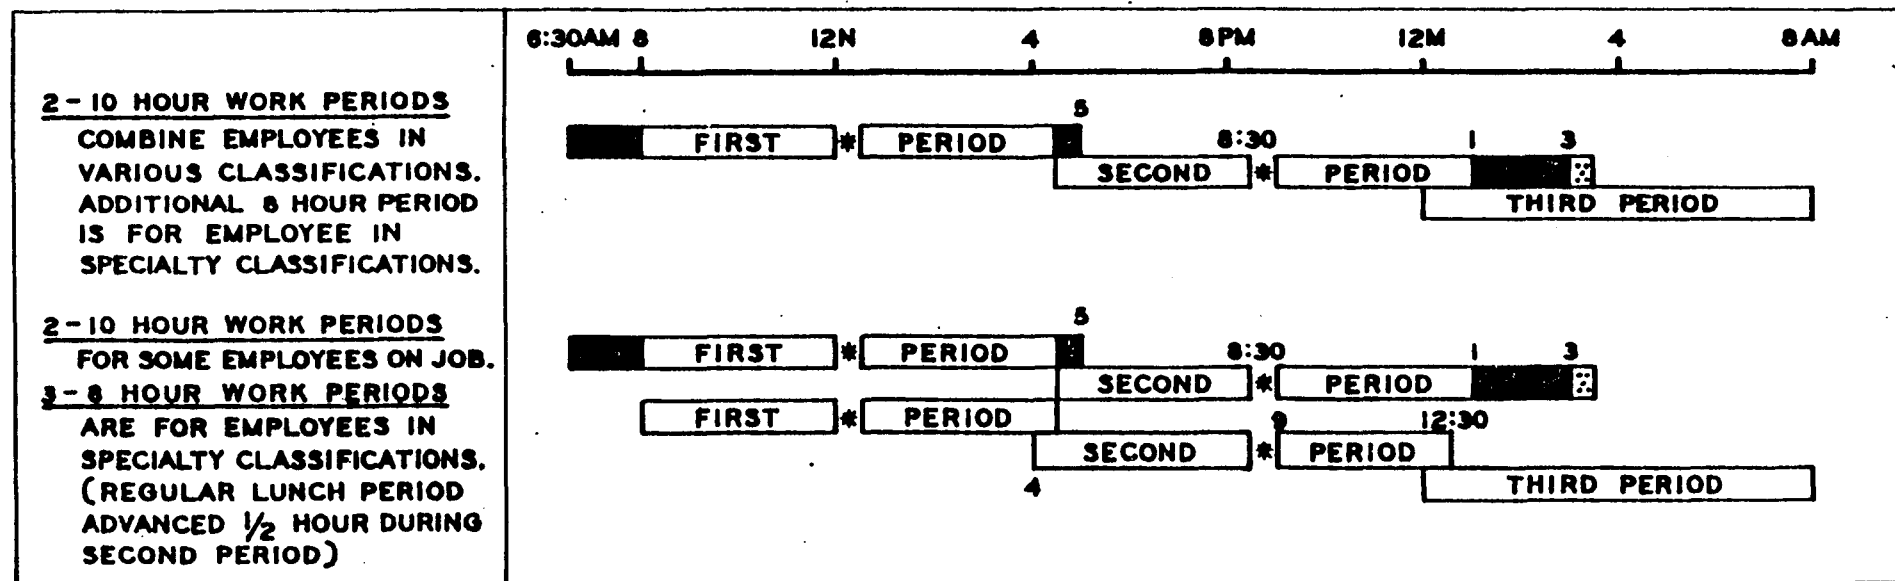 6:30AM 8 12N 4 8PM 12M 4 8AM
2-10 HOUR WORK PERIODS
COMBINE EMPLOYEES IN
VARIOUS CLASSIFICATIONS.
ADDITIONAL 8 HOUR PERIOD
IS FOR EMPLOYEE IN
SPECIALTY CLASSIFICATIONS.
5
FIRST * PERIOD 8:30 1 3
SECOND * PERIOD
THIRD PERIOD
2-10 HOUR WORK PERIODS
FOR SOME EMPLOYEES ON JOB.
3-8 HOUR WORK PERIODS
ARE FOR EMPLOYEES IN
SPECIALTY CLASSIFICATIONS.
(REGULAR LUNCH PERIOD
ADVANCED 1/2 HOUR DURING
SECOND PERIOD)
5
FIRST * PERIOD 8:30 1 3
SECOND * PERIOD
FIRST * PERIOD 9 12:30
SECOND * PERIOD
4 THIRD PERIOD